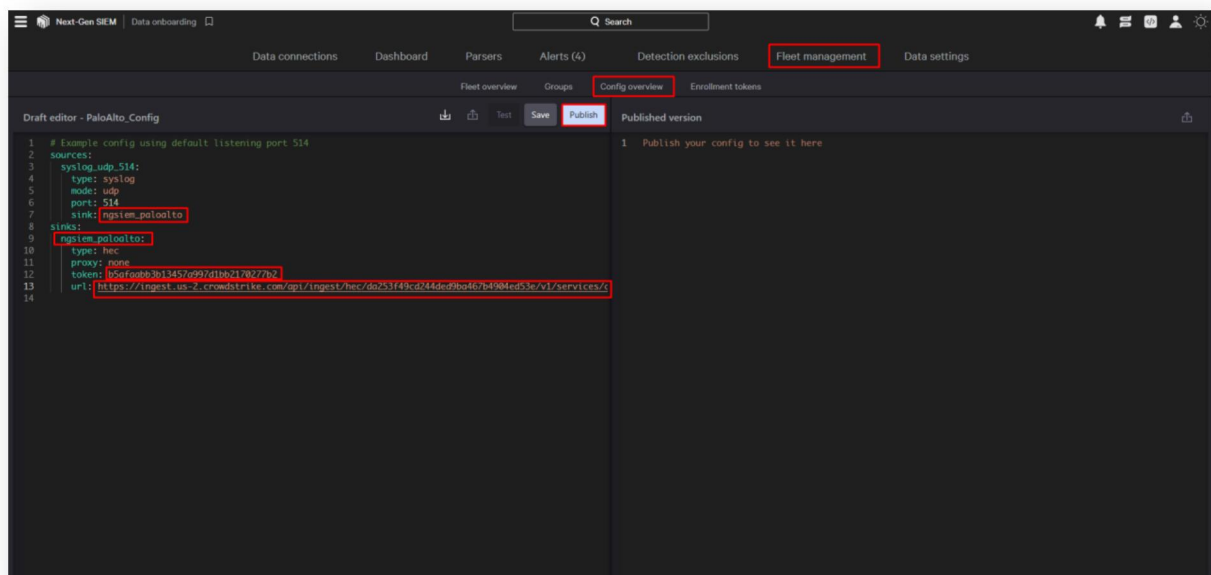 Next-Gen SIEM Data onboarding Search
Data connections Dashboard Parsers Alerts (4) Detection exclusions Fleet management Data settings
Fleet overview Groups Config overview Enrollment tokens
Draft editor - PaloAlto_Config Test Save Publish
1 # Example config using default listening port 514
2 sources:
3 syslog_udp_514:
4 type: syslog
5 mode: udp
6 port: 514
7 sink: ngsiem_paloalto
8 sinks:
9 ngsiem_paloalto:
10 type: hec
11 proxy: none
12 token: b5afaabb3b13457a997d1bb2170277b2
13 url: https://ingest.us-2.crowdstrike.com/api/ingest/hec/da253f49cd244ded9ba467b4904ed53e/v1/services/c
14
Published version
1 Publish your config to see it here